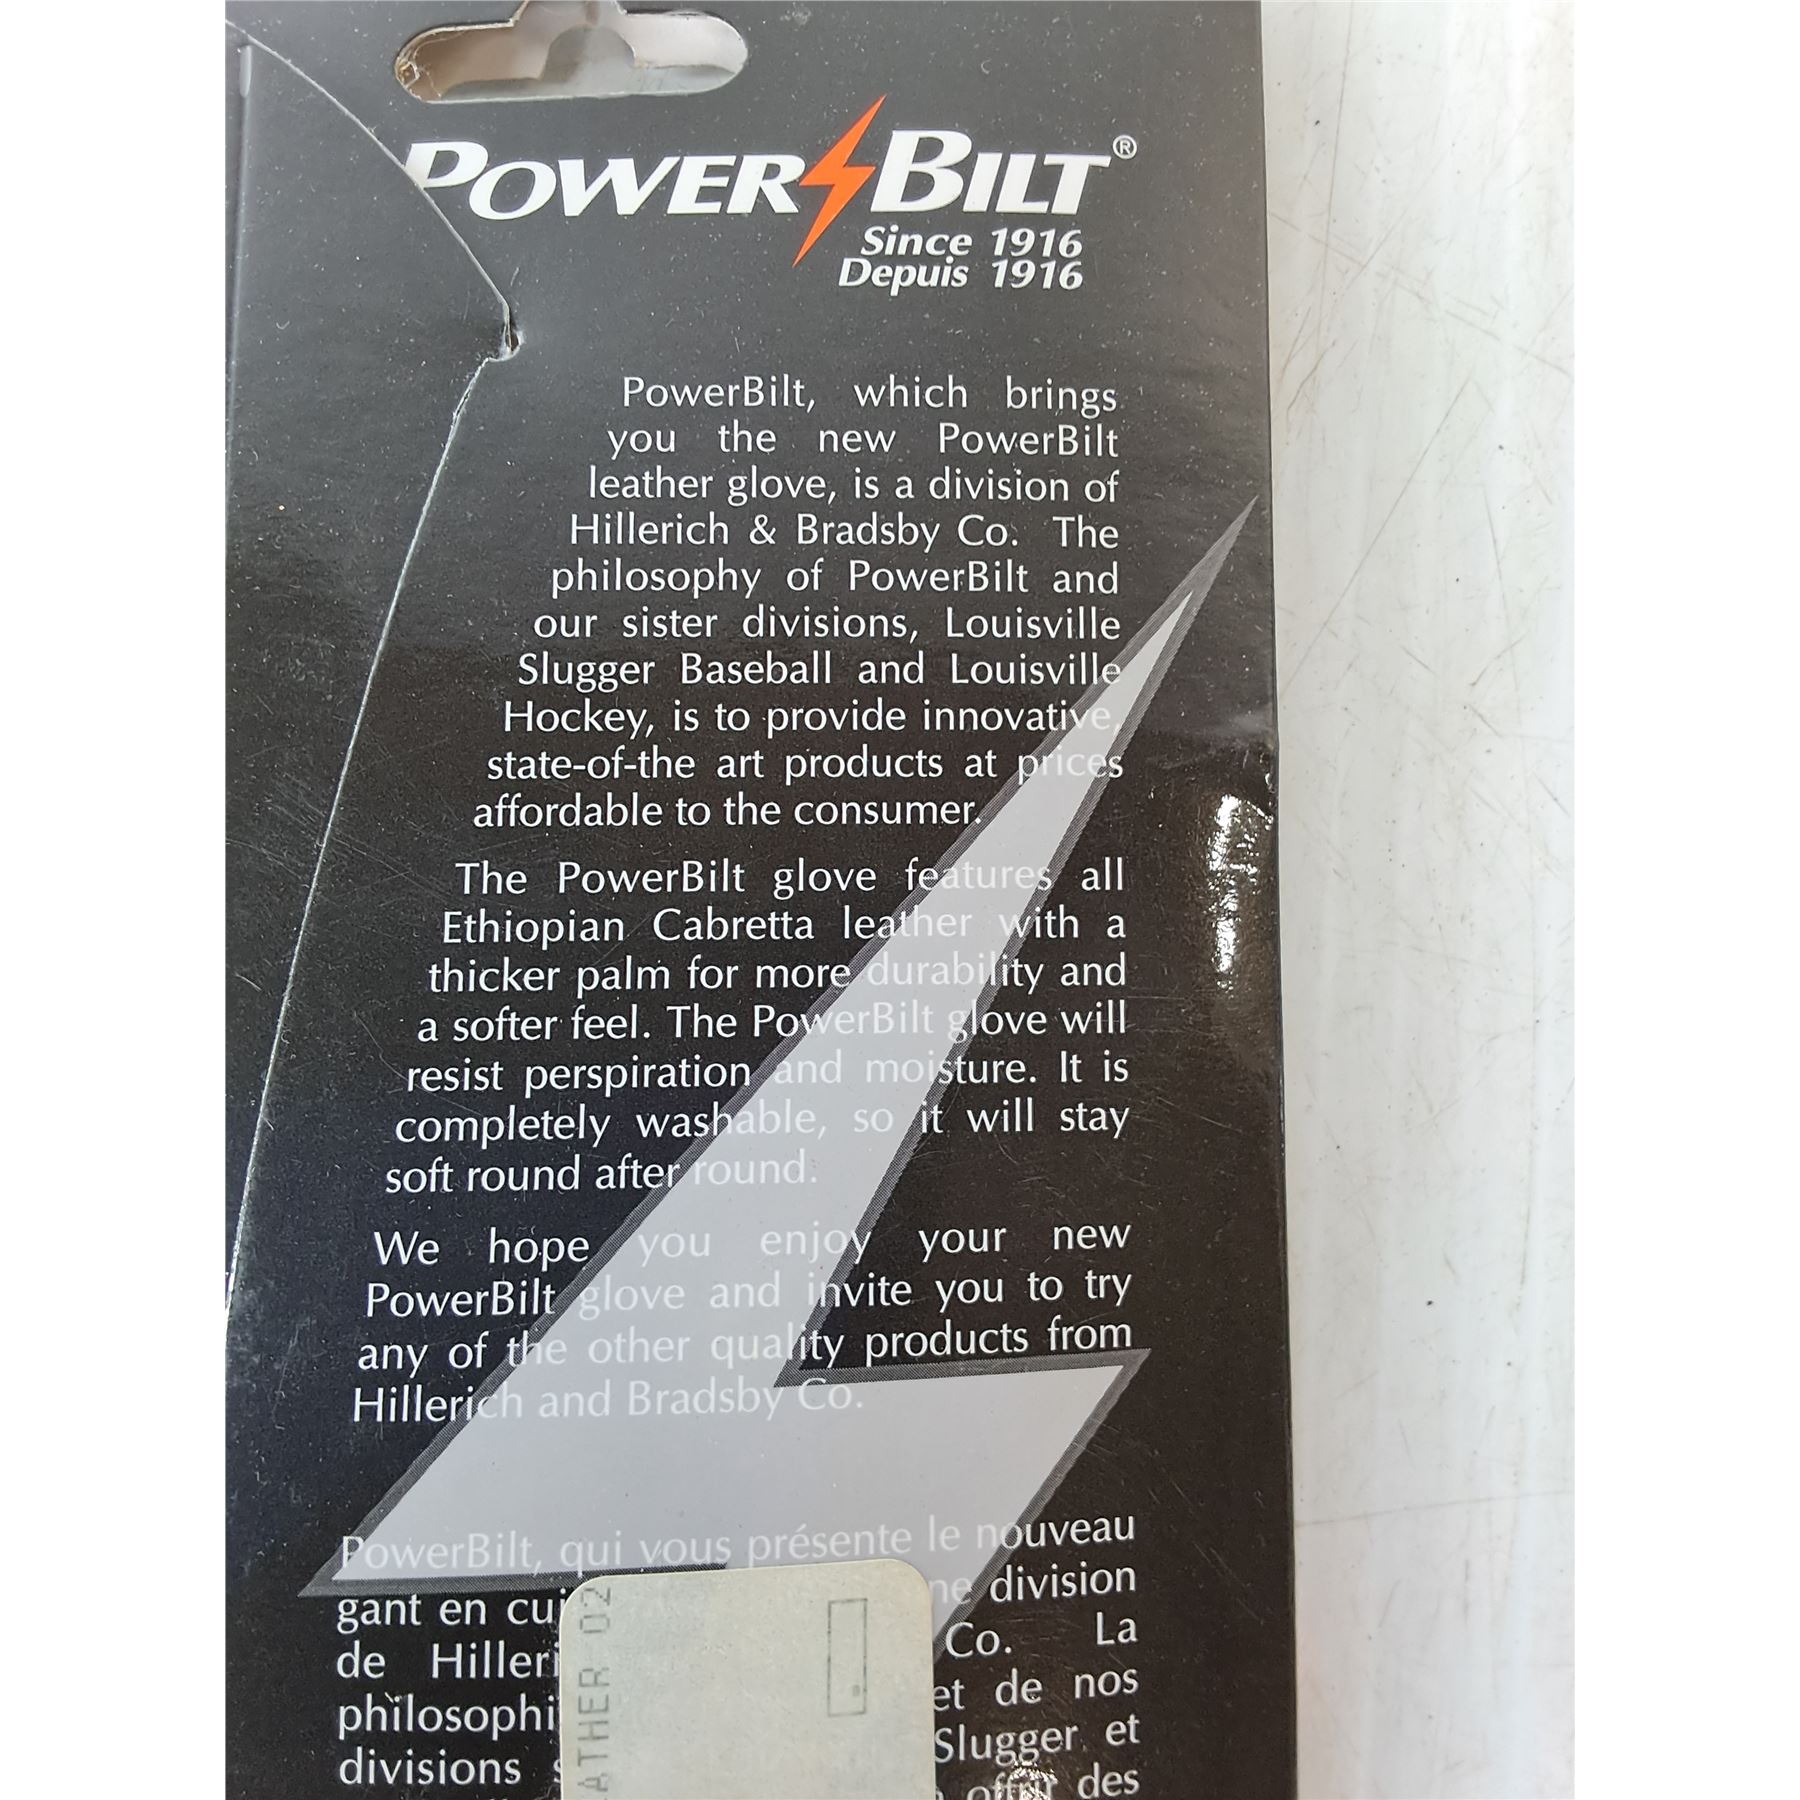 POWERBILT®
Since 1916
Depuis 1916
PowerBilt, which brings
you the new PowerBilt
leather glove, is a division of
Hillerich & Bradsby Co. The
philosophy of PowerBilt and
our sister divisions, Louisville
Slugger Baseball and Louisville
Hockey, is to provide innovative,
state-of-the art products at prices
affordable to the consumer.
The PowerBilt glove features all
Ethiopian Cabretta leather with a
thicker palm for more durability and
a softer feel. The PowerBilt glove will
resist perspiration and moisture. It is
completely washable, so it will stay
soft round after round.
We hope you enjoy your new
PowerBilt glove and invite you to try
any of the other quality products from
Hillerich and Bradsby Co.
PowerBilt, qui vous présente le nouveau
gant en cui ne division
de Hilleri Co. La
philosophi et de nos
divisions s Slugger et
offrir des
ATHER 02